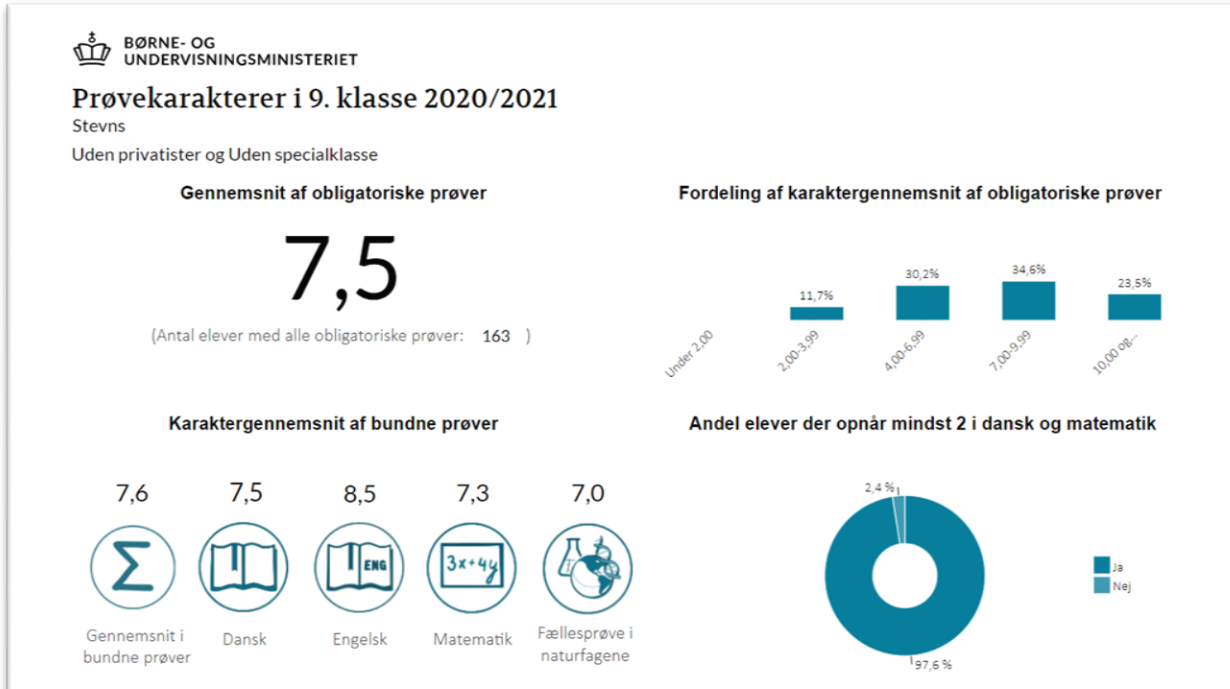 BØRNE- OG
UNDERVISNINGSMINISTERIET
Prøvekarakterer i 9. klasse 2020/2021
Stevns
Uden privatister og Uden specialklasse
Gennemsnit af obligatoriske prøver
7,5
(Antal elever med alle obligatoriske prøver: 163 )
Fordeling af karaktergennemsnit af obligatoriske prøver
11,7%
30,2%
34,6%
23,5%
Under 2,00
2,00-3,99
4,00-6,99
7,00-9,99
10,00 og...
Karaktergennemsnit af bundne prøver
7,6
7,5
8,5
7,3
7,0
Σ
ENG
3x+4y
Gennemsnit i
bundne prøver
Dansk
Engelsk
Matematik
Fællesprøve i
naturfagene
Andel elever der opnår mindst 2 i dansk og matematik
2,4 %
97,6 %
Ja
Nej